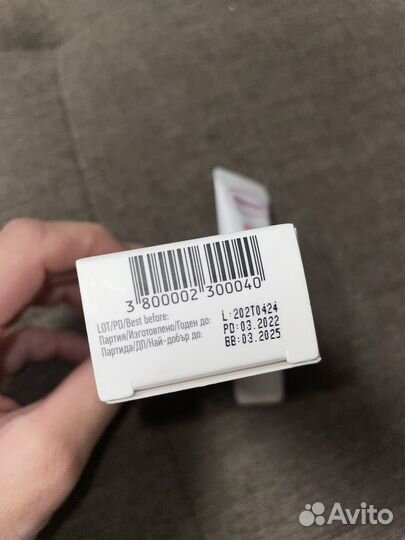 3 800002 300040
LOT/PD/Best before:
Партия/Изготовлено/Годен до:
Партида/ДП/Най-добър до:
L:202T0424
PD:03.2022
BB:03.2025
Avito